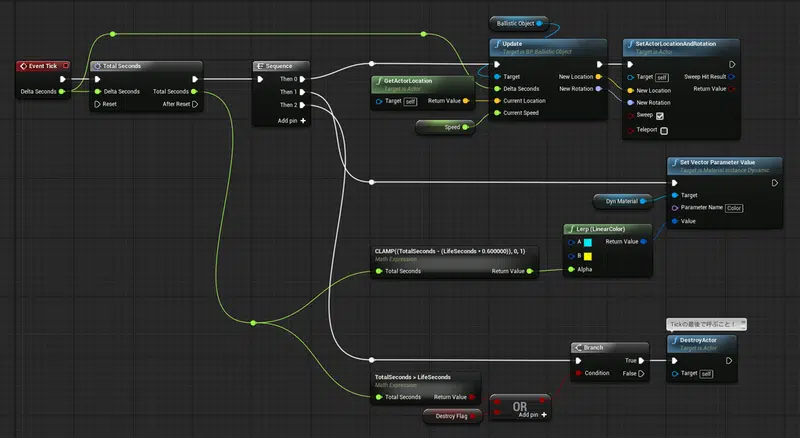 Ballistic Object
Event Tick
Delta Seconds
Total Seconds
Delta Seconds
Total Seconds
Reset
After Reset
Sequence
Then 0
Then 1
Then 2
Add pin
GetActorLocation
Target is Actor
Target
self
Return Value
Speed
Update
Target is BP Ballistic Object
Target
New Location
Delta Seconds
New Rotation
Current Location
Current Speed
SetActorLocationAndRotation
Target is Actor
Target
self
Sweep Hit Result
New Location
Return Value
New Rotation
Sweep
Teleport
Set Vector Parameter Value
Target is Material Instance Dynamic
Target
Parameter Name
Color
Value
Dyn Material
Lerp (LinearColor)
A
Return Value
B
Alpha
CLAMP((TotalSeconds - (LifeSeconds * 0.600000)), 0, 1)
Math Expression
Total Seconds
Return Value
Tickの最後で呼ぶこと！
Branch
True
Condition
False
DestroyActor
Target is Actor
Target
self
TotalSeconds > LifeSeconds
Math Expression
Total Seconds
Return Value
Destroy Flag
OR
Add pin